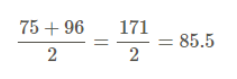 (75 + 96)/2 = 171/2 = 85.5